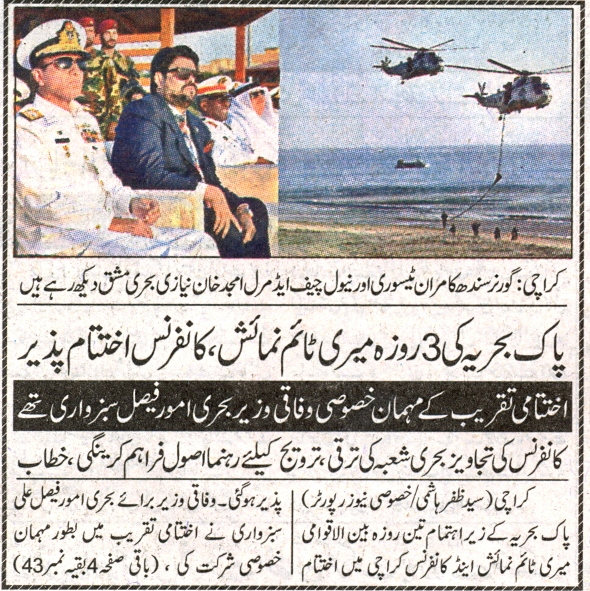 کراچی: گورنر سندھ کامران ٹیسوری اور نیول چیف ایڈمرل امجد خان نیازی بحری مشق دیکھ رہے ہیں
پاک بحریہ کی 3 روزہ میری ٹائم نمائش، کانفرنس اختتام پذیر
اختتامی تقریب کے مہمان خصوصی وفاقی وزیر بحری امور فیصل سبزواری تھے
کانفرنس کی تجاویز بحری شعبہ کی ترقی، ترویج کیلئے رہنما اصول فراہم کرینگی، خطاب
کراچی (سید ظفر ہاشمی/خصوصی نیوز رپورٹر)
پاک بحریہ کے زیر اہتمام تین روزہ بین الاقوامی
میری ٹائم نمائش اینڈ کانفرنس کراچی میں اختتام
پذیر ہوگئی۔ وفاقی وزیر برائے بحری امور فیصل علی
سبزواری نے اختتامی تقریب میں بطور مہمان
خصوصی شرکت کی، (باقی صفحہ 4 بقیہ نمبر 43)